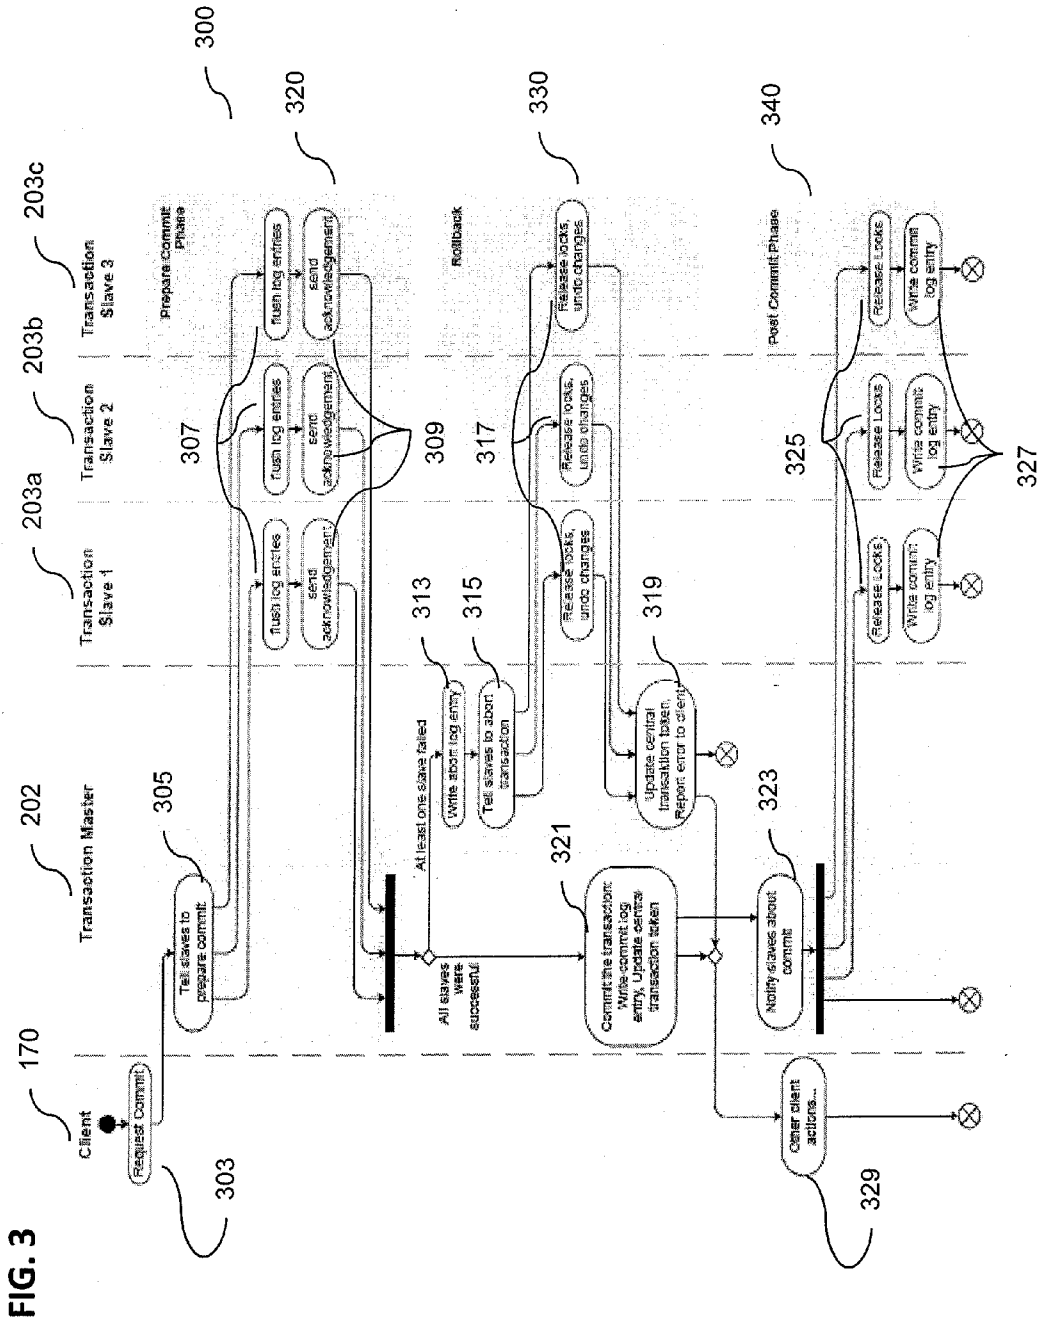 FIG. 3
Client
170
Transaction Master
202
Transaction
Slave 1
203a
Transaction
Slave 2
203b
Transaction
Slave 3
203c
300
Request Commit
303
Tell slaves to
prepare commit
305
Prepare Commit
Phase
320
307
flush log entries
flush log entries
flush log entries
send
acknowledgement
send
acknowledgement
send
acknowledgement
309
All slaves
were
successful
At least one slave failed
Write abort log entry
313
Tell slaves to abort
transaction
315
Rollback
330
317
Release locks,
undo changes
Release locks,
undo changes
Release locks,
undo changes
Update central
transaktion token,
Report error to client
319
Commit the transaction:
Write commit log
entry, Update central
transaction token
321
Notify slaves about
commit
323
Other client
actions...
329
Post Commit Phase
340
325
Release Locks
Release Locks
Release Locks
Write commit
log entry
Write commit
log entry
Write commit
log entry
327